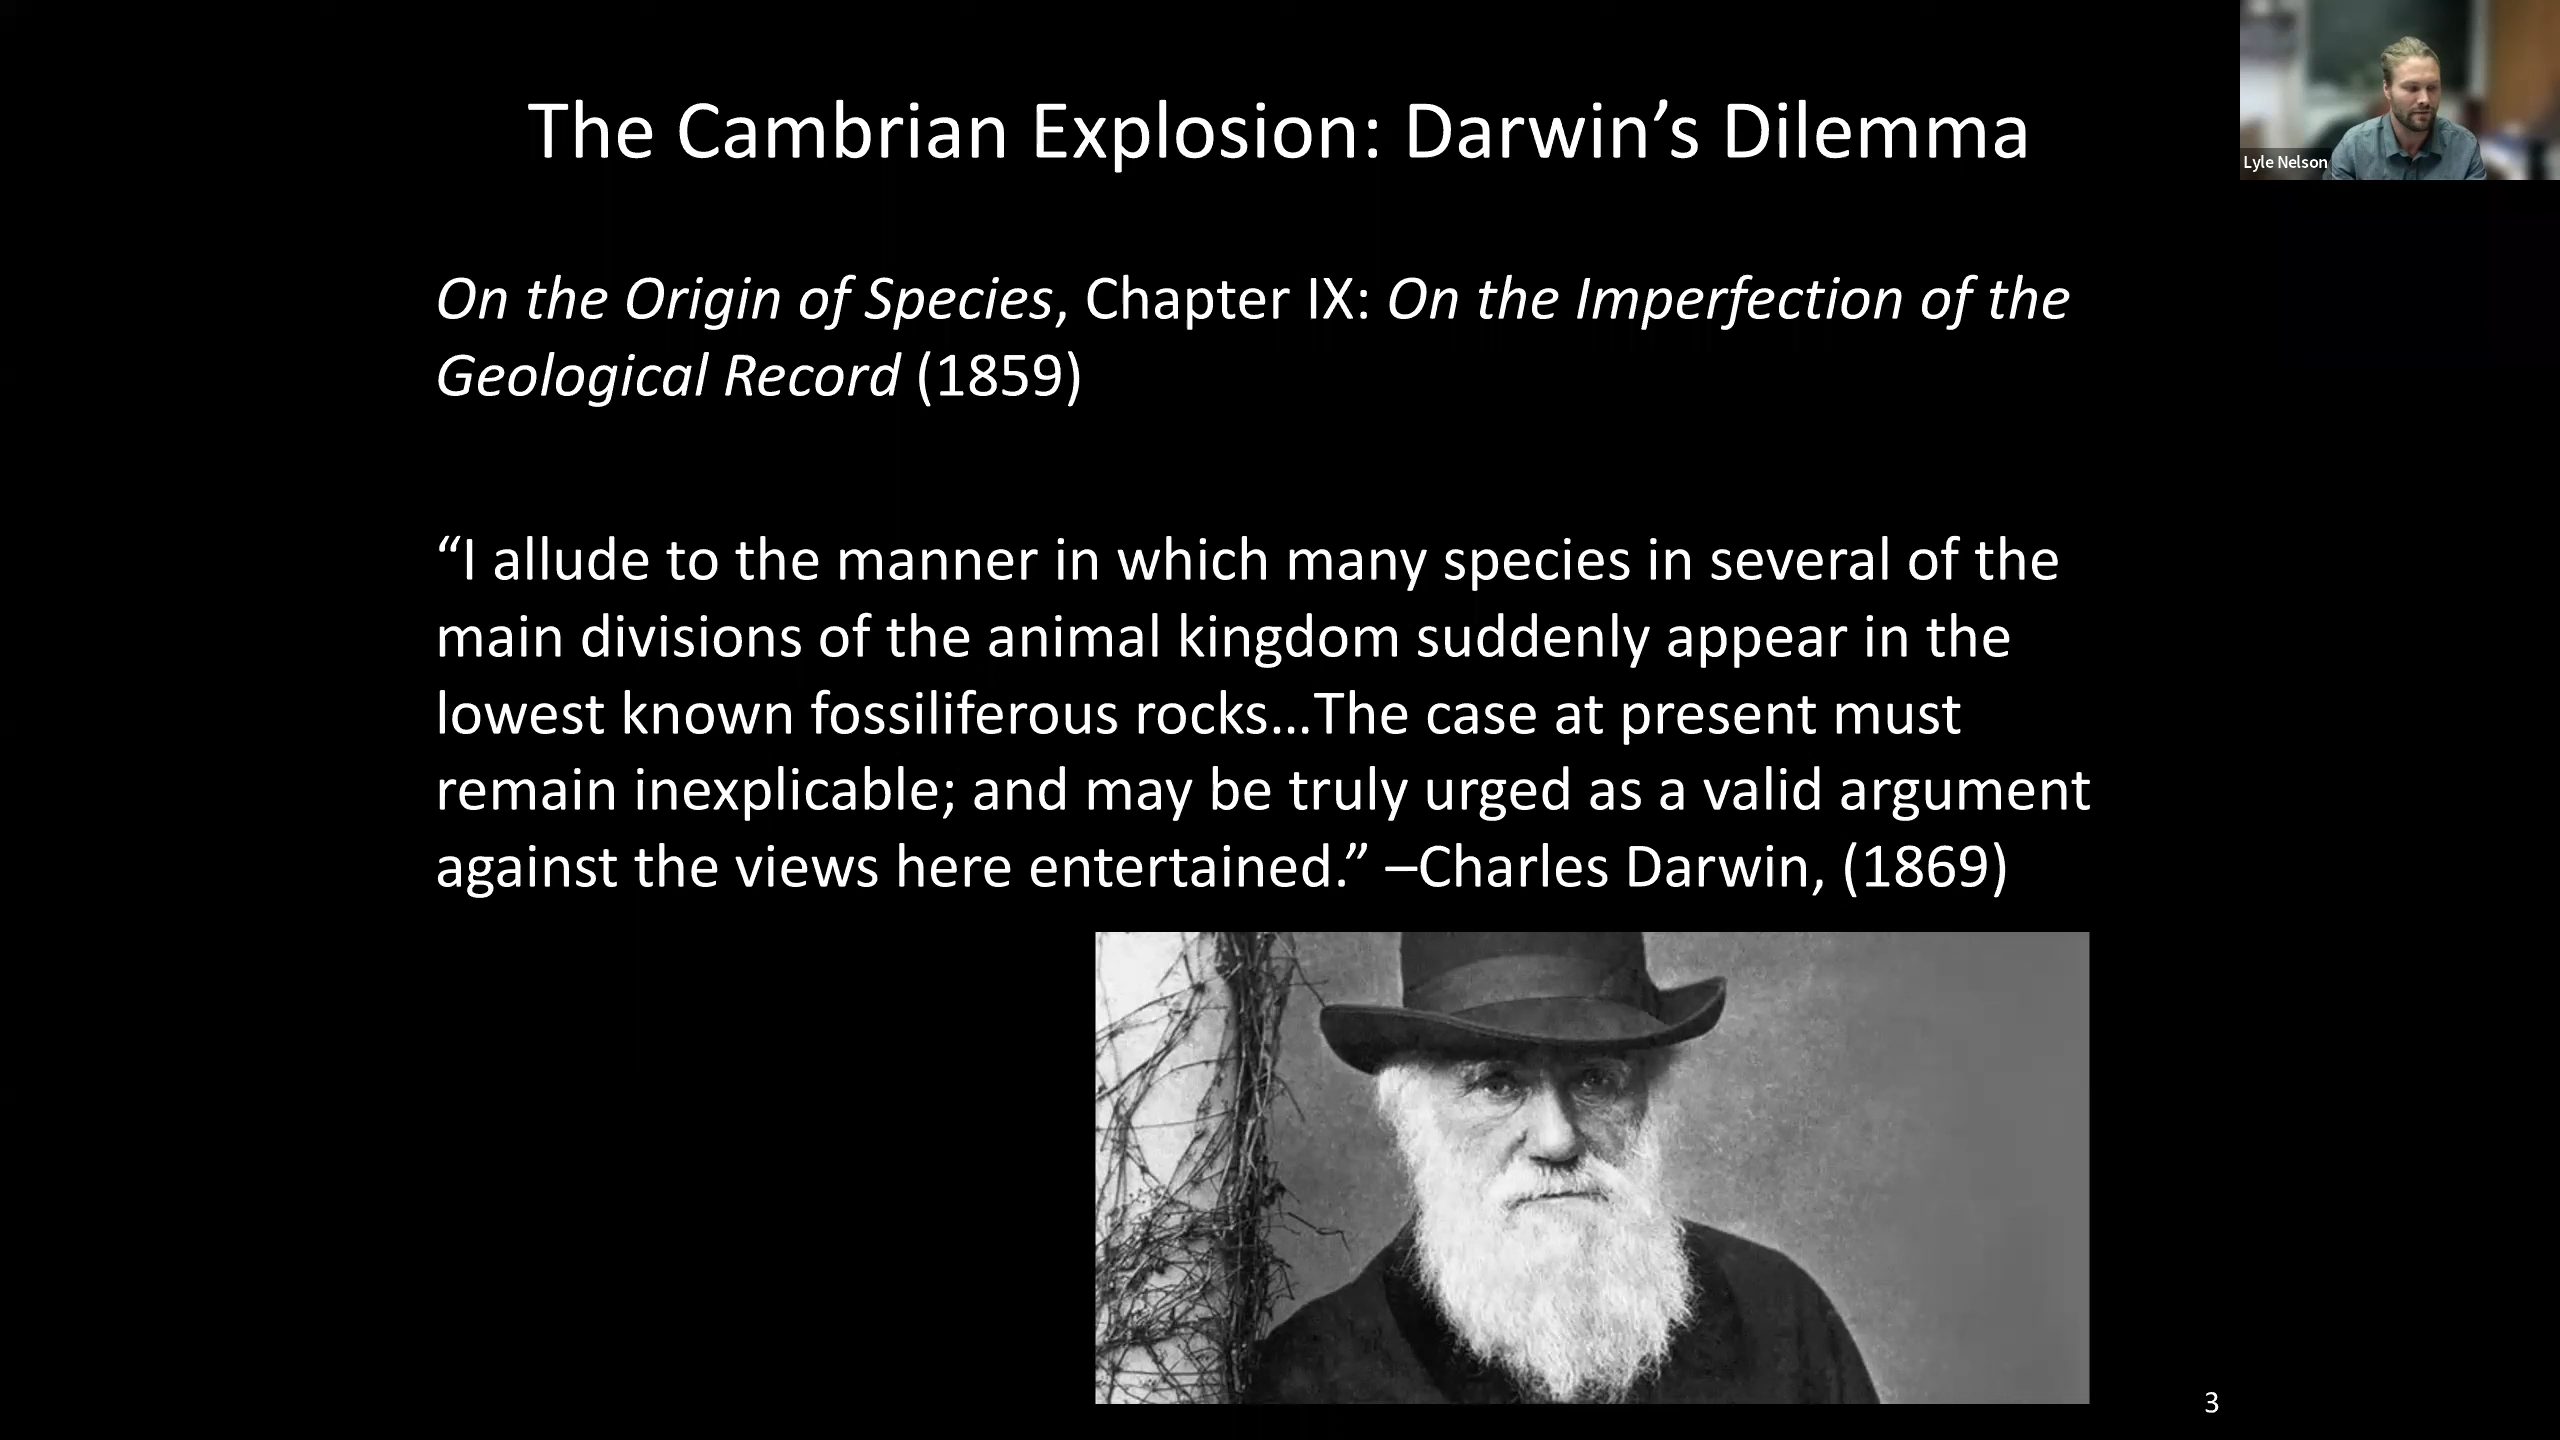 The Cambrian Explosion: Darwin’s Dilemma
Lyle Nelson
On the Origin of Species, Chapter IX: On the Imperfection of the
Geological Record (1859)
“I allude to the manner in which many species in several of the
main divisions of the animal kingdom suddenly appear in the
lowest known fossiliferous rocks…The case at present must
remain inexplicable; and may be truly urged as a valid argument
against the views here entertained.” –Charles Darwin, (1869)
3